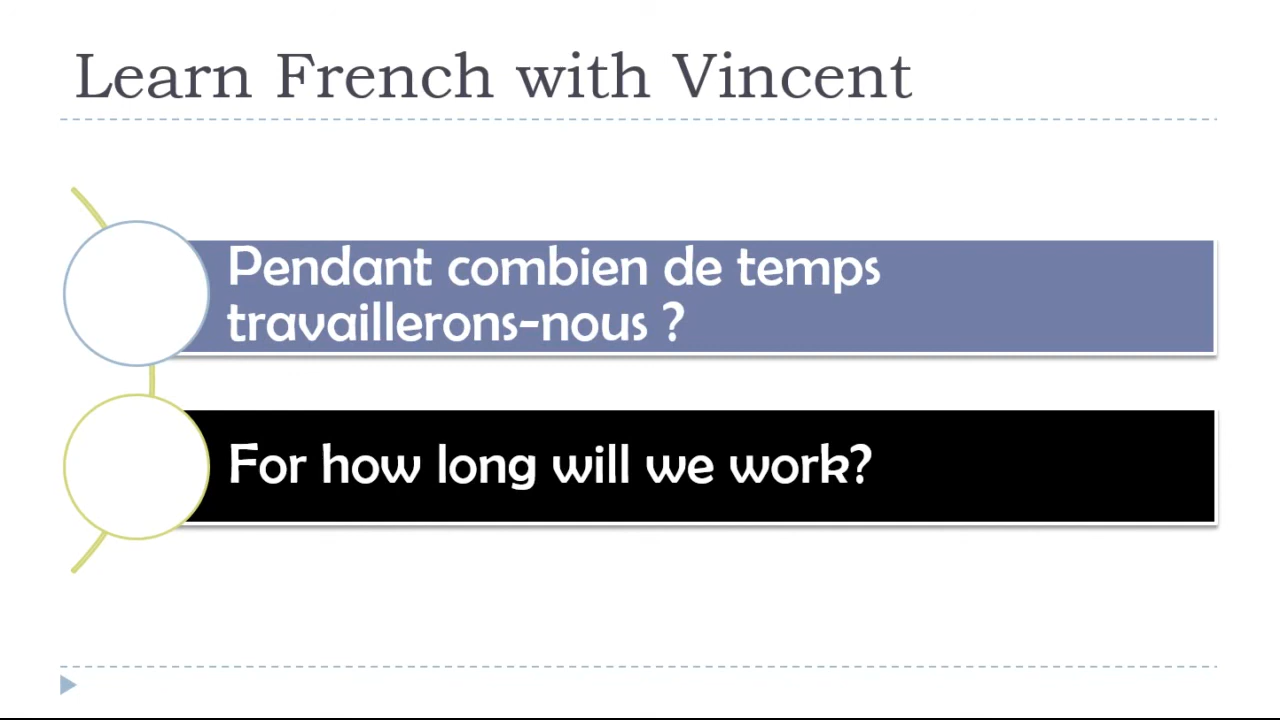 Learn French with Vincent
Pendant combien de temps
travaillerons-nous ?
For how long will we work?